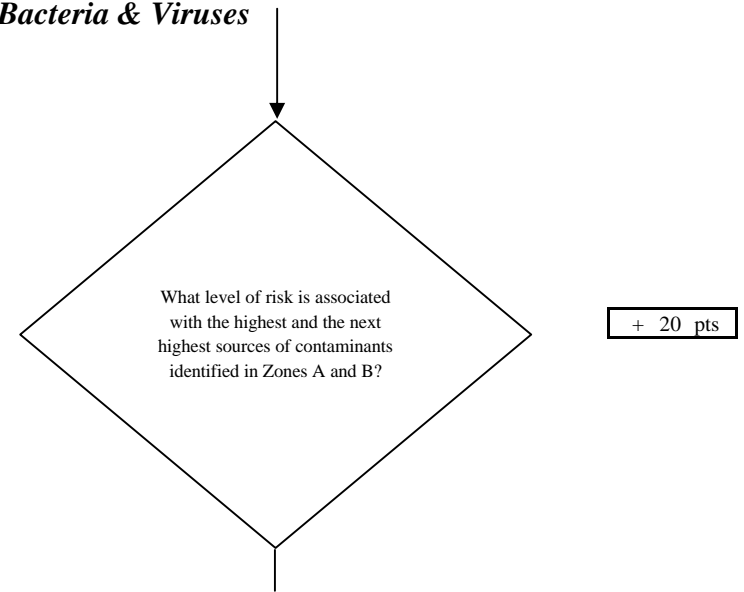 Bacteria & Viruses
What level of risk is associated
with the highest and the next
highest sources of contaminants
identified in Zones A and B?
+ 20 pts